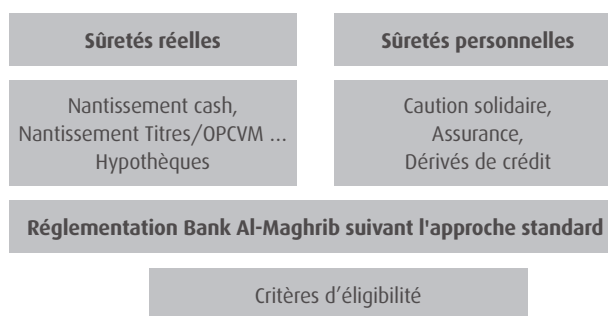 Sûretés réelles
Sûretés personnelles
Nantissement cash,
Nantissement Titres/OPCVM ...
Hypothèques
Caution solidaire,
Assurance,
Dérivés de crédit
Réglementation Bank Al-Maghrib suivant l'approche standard
Critères d’éligibilité